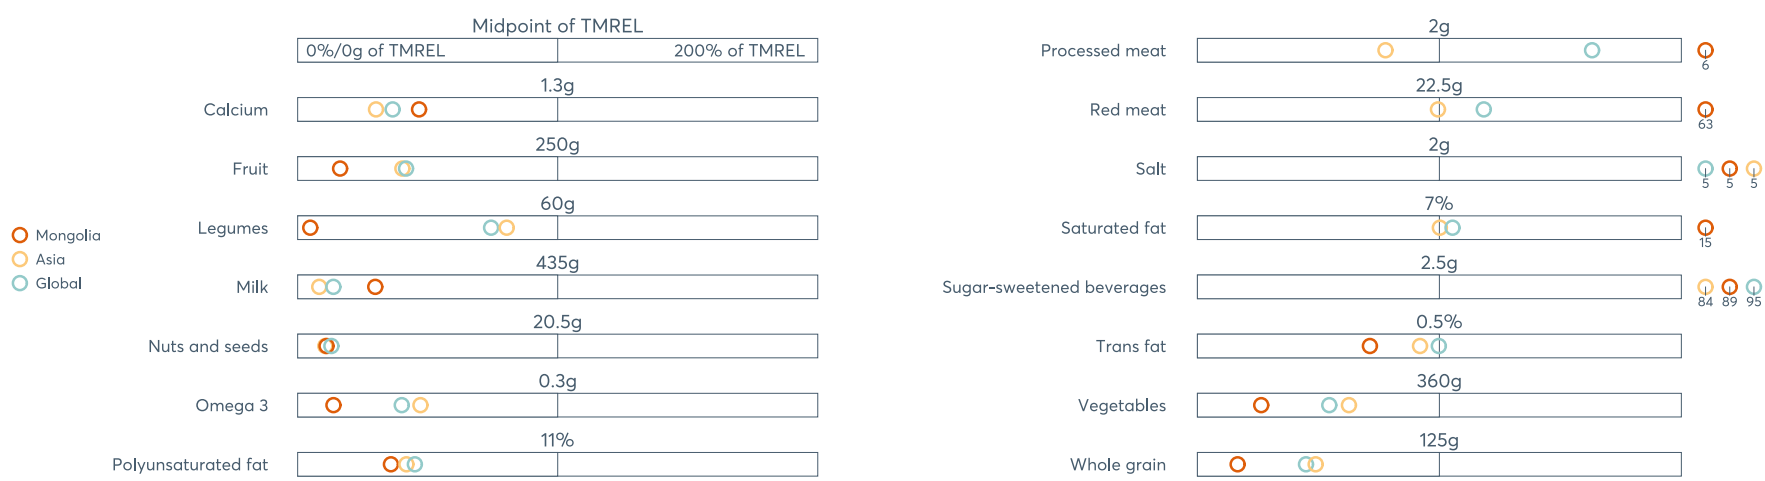 Midpoint of TMREL
0%/0g of TMREL 200% of TMREL
1.3g
Calcium
250g
Fruit
60g
Legumes
435g
Milk
20.5g
Nuts and seeds
0.3g
Omega 3
11%
Polyunsaturated fat
Mongolia
Asia
Global
2g
Processed meat
6
22.5g
Red meat
63
2g
Salt
5 5 5
7%
Saturated fat
15
2.5g
Sugar-sweetened beverages
84 89 95
0.5%
Trans fat
360g
Vegetables
125g
Whole grain